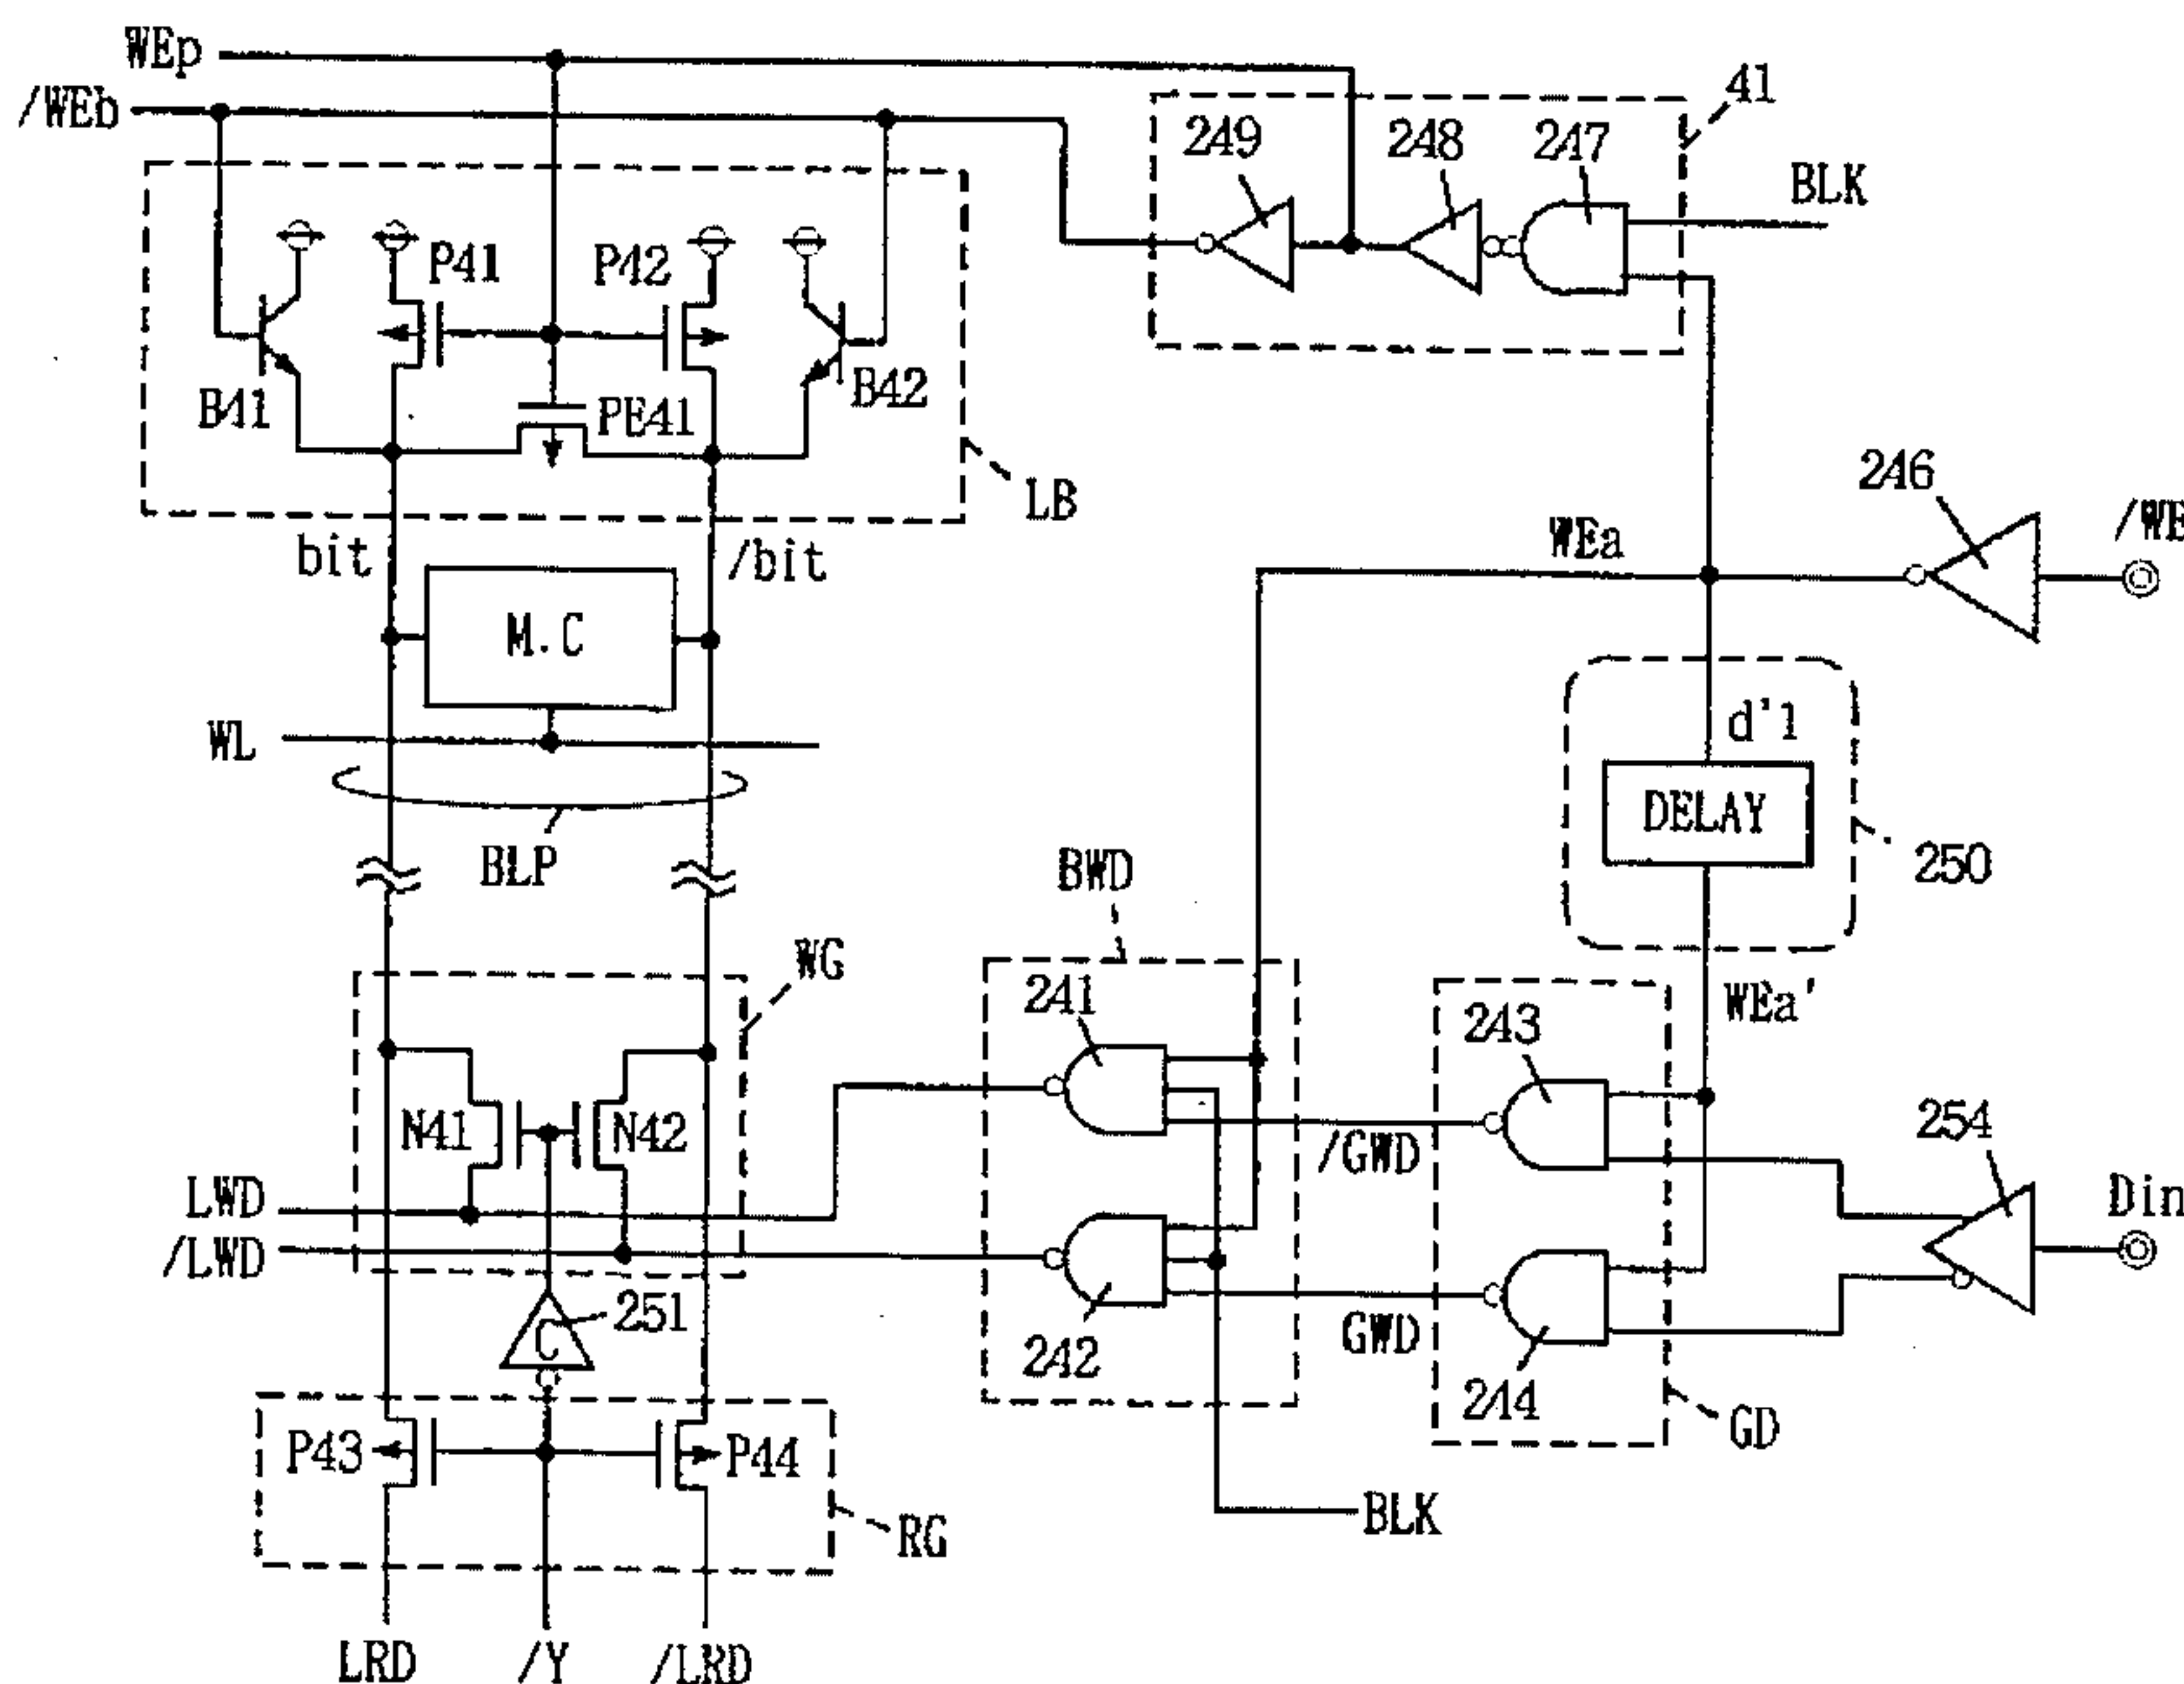 WEp
/WEb
41
249
248
247
BLK
P41
P42
B41
PE41
B42
LB
246
/WE
WEa
bit
/bit
M.C
d'1
WL
DELAY
BLP
250
BWD
WG
241
243
WEa'
N41
N42
254
/GWD
LWD
Din
/LWD
251
C
242
GWD
244
GD
P43
P44
BLK
RG
LRD
/Y
/LRD